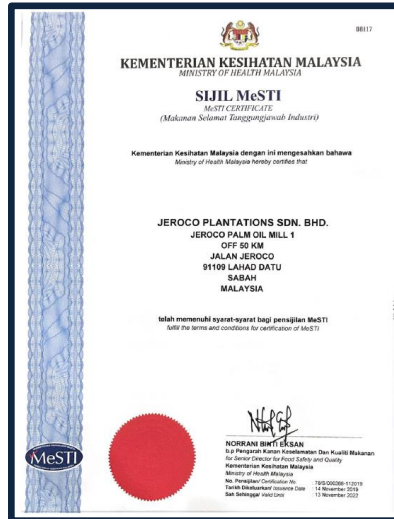 00117
KEMENTERIAN KESIHATAN MALAYSIA
MINISTRY OF HEALTH MALAYSIA
SIJIL MeSTI
MeSTI CERTIFICATE
(Makanan Selamat Tanggungjawab Industri)
Kementerian Kesihatan Malaysia dengan ini mengesahkan bahawa
Ministry of Health Malaysia hereby certifies that
JEROCO PLANTATIONS SDN. BHD.
JEROCO PALM OIL MILL 1
OFF 50 KM
JALAN JEROCO
91109 LAHAD DATU
SABAH
MALAYSIA
telah memenuhi syarat-syarat bagi pensijilan MeSTI
fulfill the terms and conditions for certification of MeSTI
NORRANI BINTI EKSAN
b.p Pengarah Kanan Keselamatan Dan Kualiti Makanan
for Senior Director for Food Safety and Quality
Kementerian Kesihatan Malaysia
Ministry of Health Malaysia
No. Pensijilan/ Certification No. :
Tarikh Dikeluarkan/ Issuance Date : 14 November 2019
Sah Sehingga/ Valid Until : 13 November 2022
MeSTI